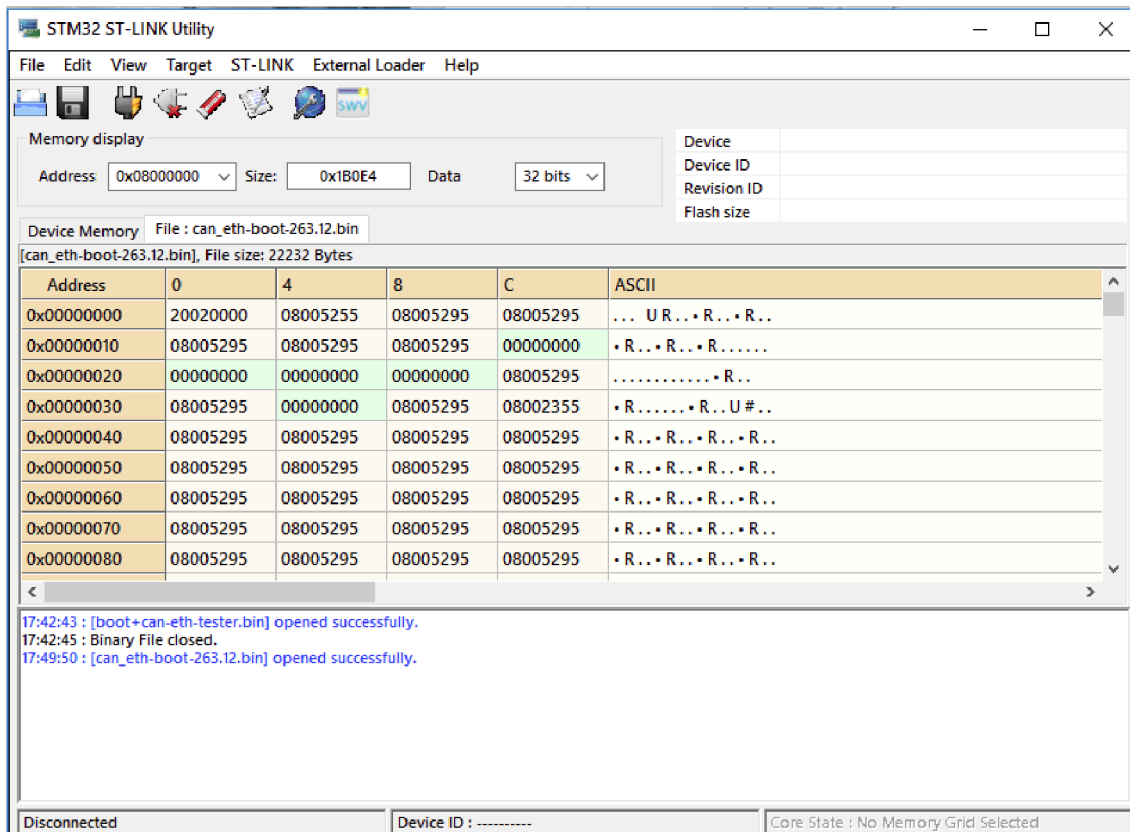 STM32 ST-LINK Utility
File Edit View Target ST-LINK External Loader Help
SWV
Memory display
Address 0x08000000 Size: 0x1B0E4 Data 32 bits
Device
Device ID
Revision ID
Flash size
Device Memory File : can_eth-boot-263.12.bin
[can_eth-boot-263.12.bin], File size: 22232 Bytes
Address 0 4 8 C ASCII
0x00000000 20020000 08005255 08005295 08005295 ... UR..•R..•R..
0x00000010 08005295 08005295 08005295 00000000 •R..•R..•R......
0x00000020 00000000 00000000 00000000 08005295 ............•R..
0x00000030 08005295 00000000 08005295 08002355 •R......•R..U#..
0x00000040 08005295 08005295 08005295 08005295 •R..•R..•R..•R..
0x00000050 08005295 08005295 08005295 08005295 •R..•R..•R..•R..
0x00000060 08005295 08005295 08005295 08005295 •R..•R..•R..•R..
0x00000070 08005295 08005295 08005295 08005295 •R..•R..•R..•R..
0x00000080 08005295 08005295 08005295 08005295 •R..•R..•R..•R..
17:42:43 : [boot+can-eth-tester.bin] opened successfully.
17:42:45 : Binary File closed.
17:49:50 : [can_eth-boot-263.12.bin] opened successfully.
Disconnected Device ID : ---------- Core State : No Memory Grid Selected